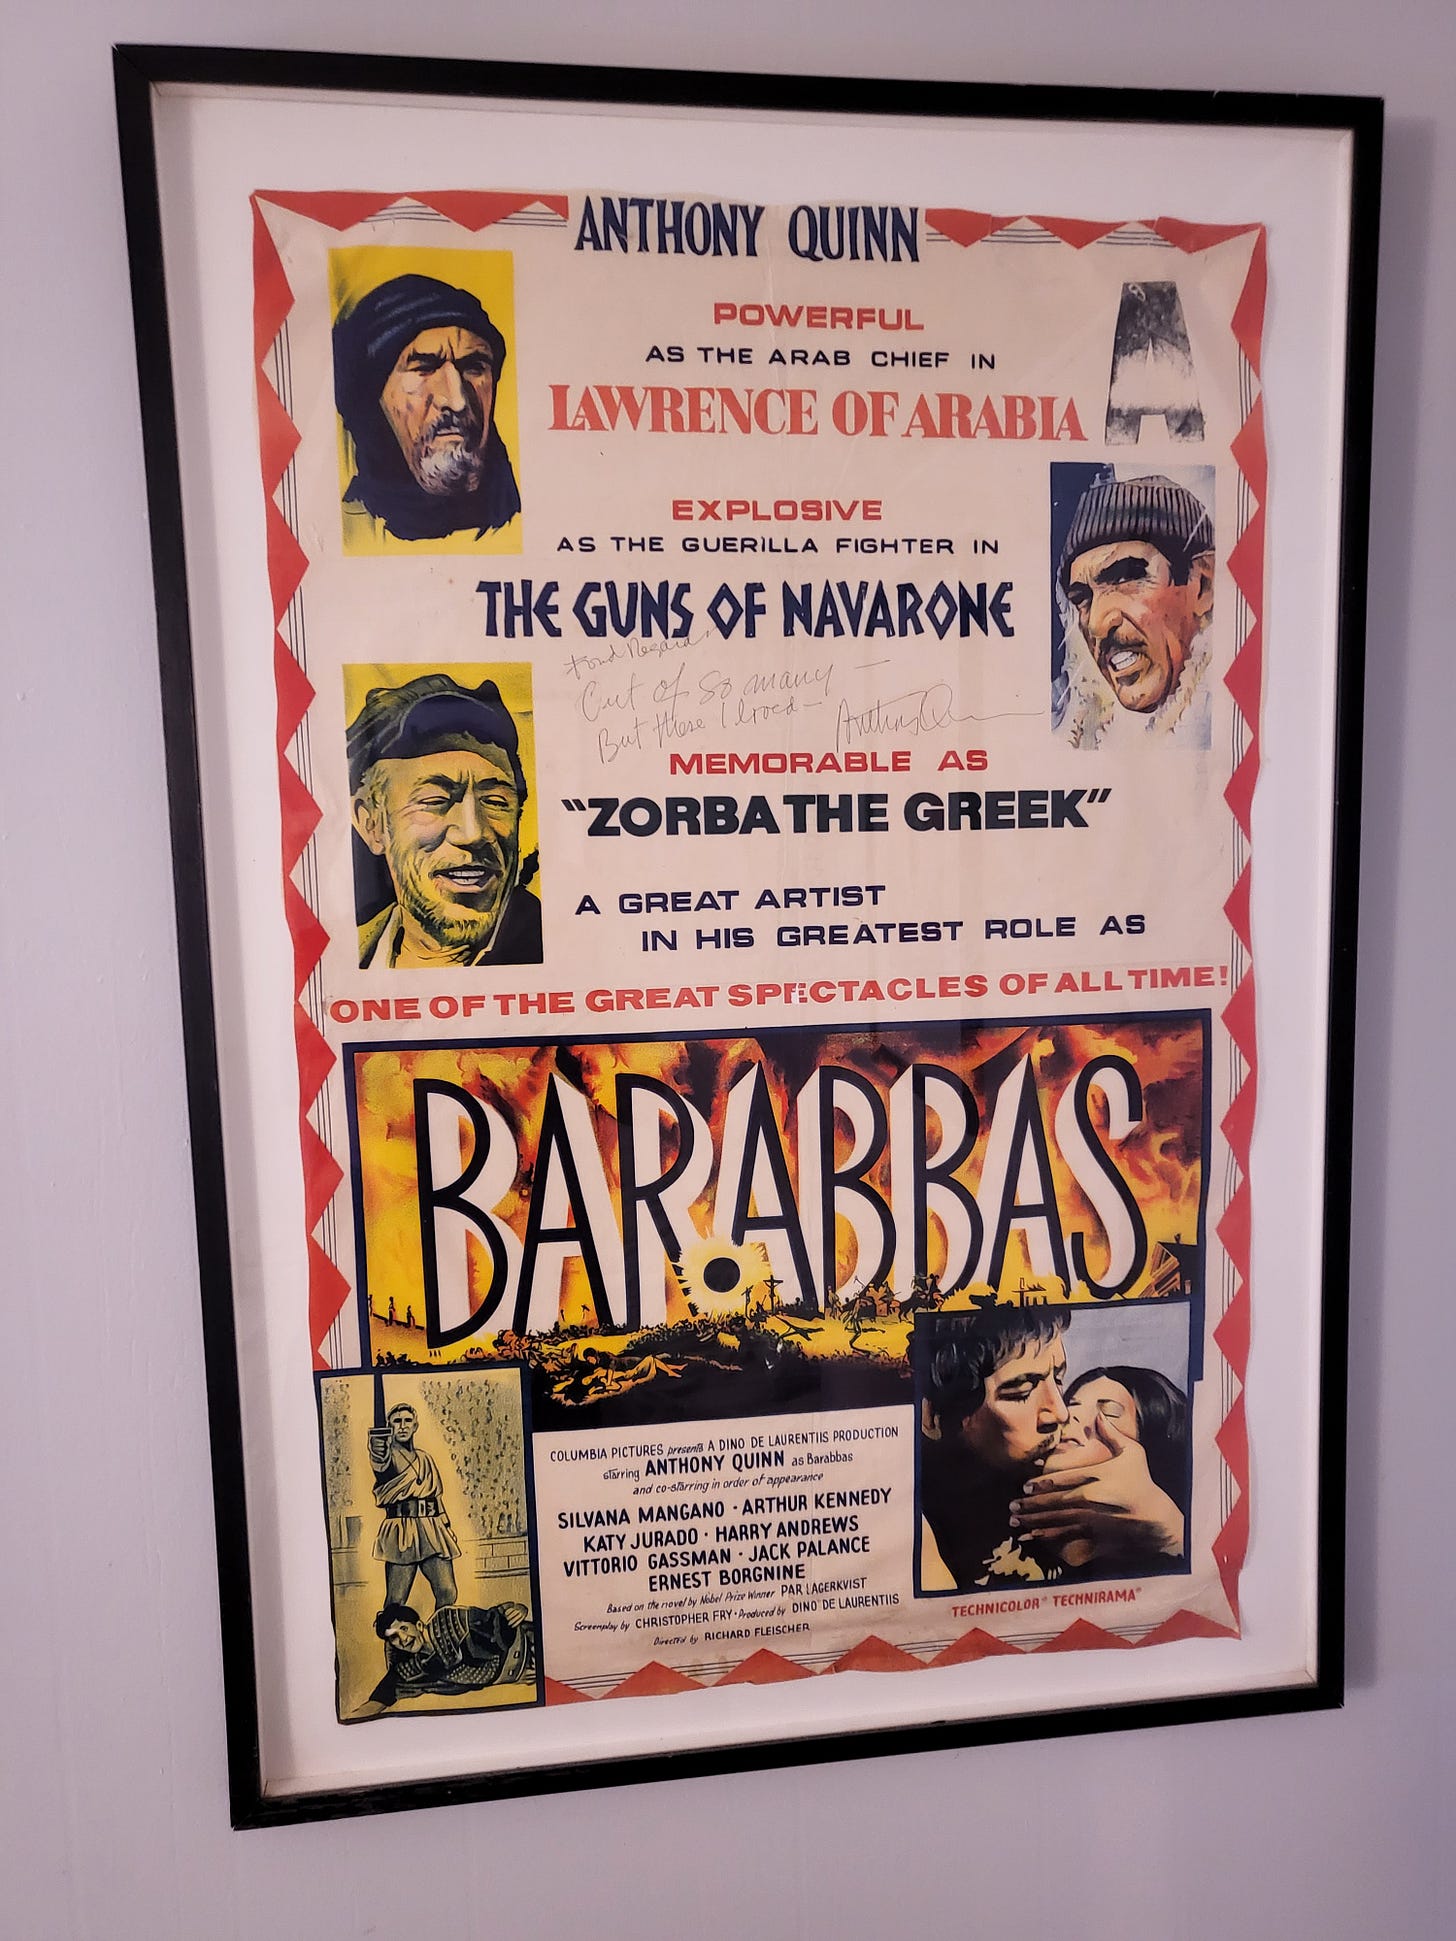 ANTHONY QUINN
POWERFUL
AS THE ARAB CHIEF IN
LAWRENCE OF ARABIA
A
EXPLOSIVE
AS THE GUERILLA FIGHTER IN
THE GUNS OF NAVARONE
Fond Regards
Out of so many —
But these I loved —
Anthony Quinn
MEMORABLE AS
"ZORBA THE GREEK"
A GREAT ARTIST
IN HIS GREATEST ROLE AS
ONE OF THE GREAT SPECTACLES OF ALL TIME!
BARABBAS
COLUMBIA PICTURES presents A DINO DE LAURENTIIS PRODUCTION
starring ANTHONY QUINN as Barabbas
and co-starring in order of appearance
SILVANA MANGANO · ARTHUR KENNEDY
KATY JURADO · HARRY ANDREWS
VITTORIO GASSMAN · JACK PALANCE
ERNEST BORGNINE
Based on the novel by Nobel Prize Winner PAR LAGERKVIST
Screenplay by CHRISTOPHER FRY · Produced by DINO DE LAURENTIIS
Directed by RICHARD FLEISCHER
TECHNICOLOR® TECHNIRAMA®